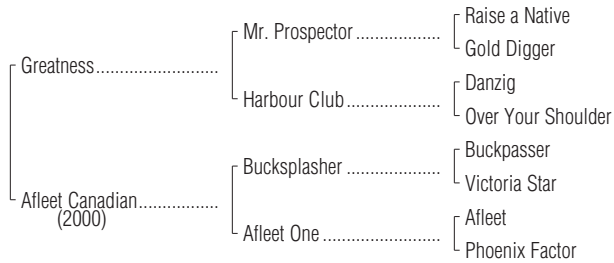 Raise a Native
Mr. Prospector ..................
Gold Digger
Greatness..........................
Danzig
Harbour Club ....................
Over Your Shoulder
Buckpasser
Bucksplasher ....................
Victoria Star
Afleet Canadian.................
(2000)
Afleet
Afleet One .........................
Phoenix Factor